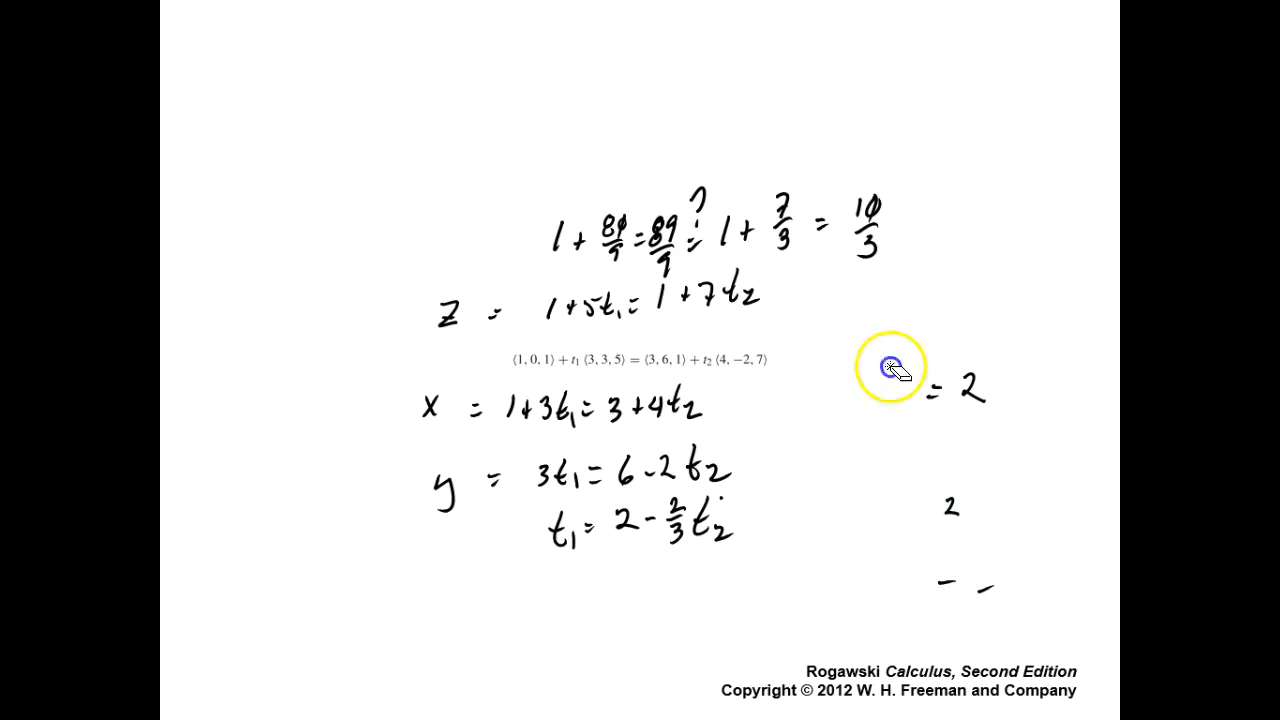 1 + 80/9 = 89/9 ?= 1 + 7/3 = 10/3
z = 1+5t₁ = 1+7t₂
⟨1, 0, 1⟩ + t₁ ⟨3, 3, 5⟩ = ⟨3, 6, 1⟩ + t₂ ⟨4, −2, 7⟩
x = 1+3t₁ = 3+4t₂
= 2
y = 3t₁ = 6-2t₂
2
t₁ = 2 - 2/3 t₂
- -
Rogawski Calculus, Second Edition
Copyright © 2012 W. H. Freeman and Company